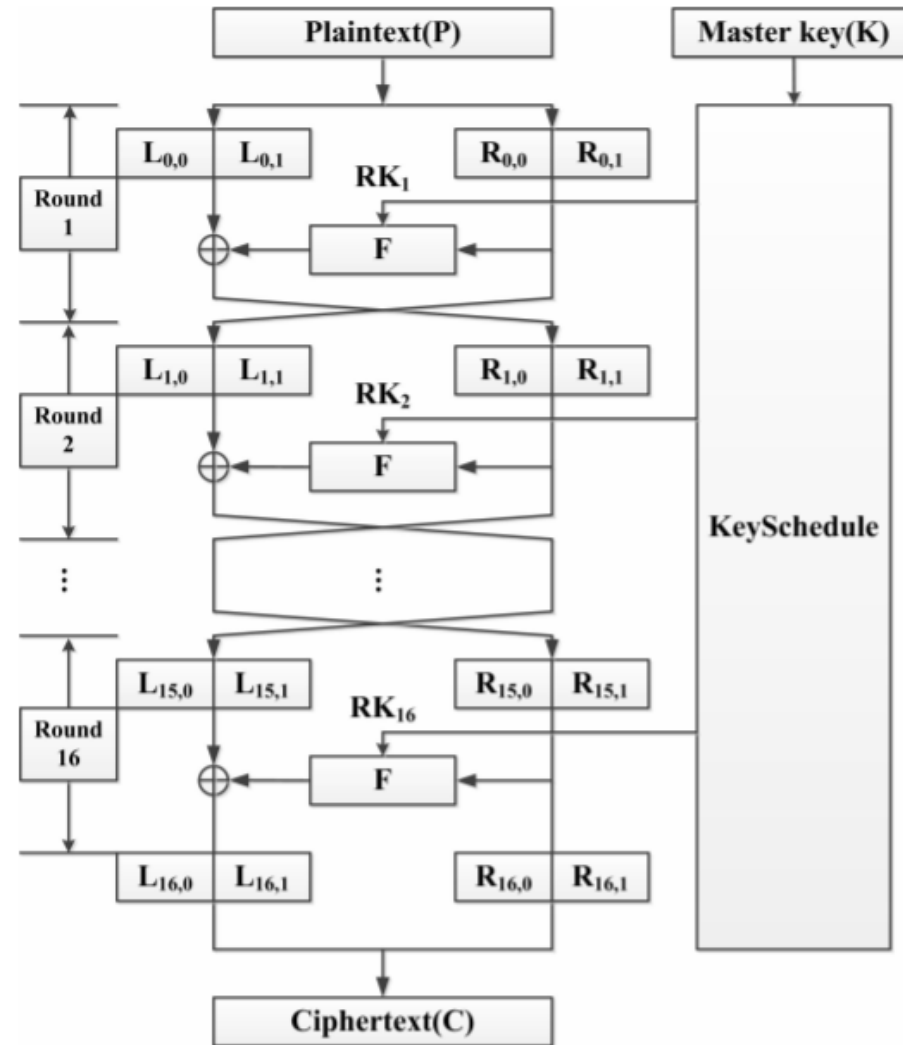 Plaintext(P)
Master key(K)
L0,0 L0,1 R0,0 R0,1
RK1
Round
1
F
L1,0 L1,1 R1,0 R1,1
RK2
Round
2
F
KeySchedule
⋮ ⋮
L15,0 L15,1 R15,0 R15,1
RK16
Round
16
F
L16,0 L16,1 R16,0 R16,1
Ciphertext(C)